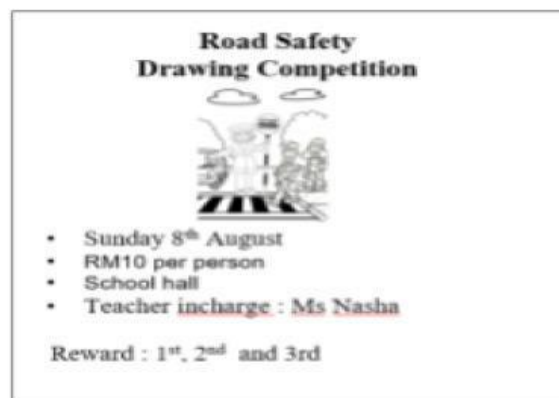 Road Safety
Drawing Competition
• Sunday 8th August
• RM10 per person
• School hall
• Teacher incharge : Ms Nasha
Reward : 1st, 2nd and 3rd